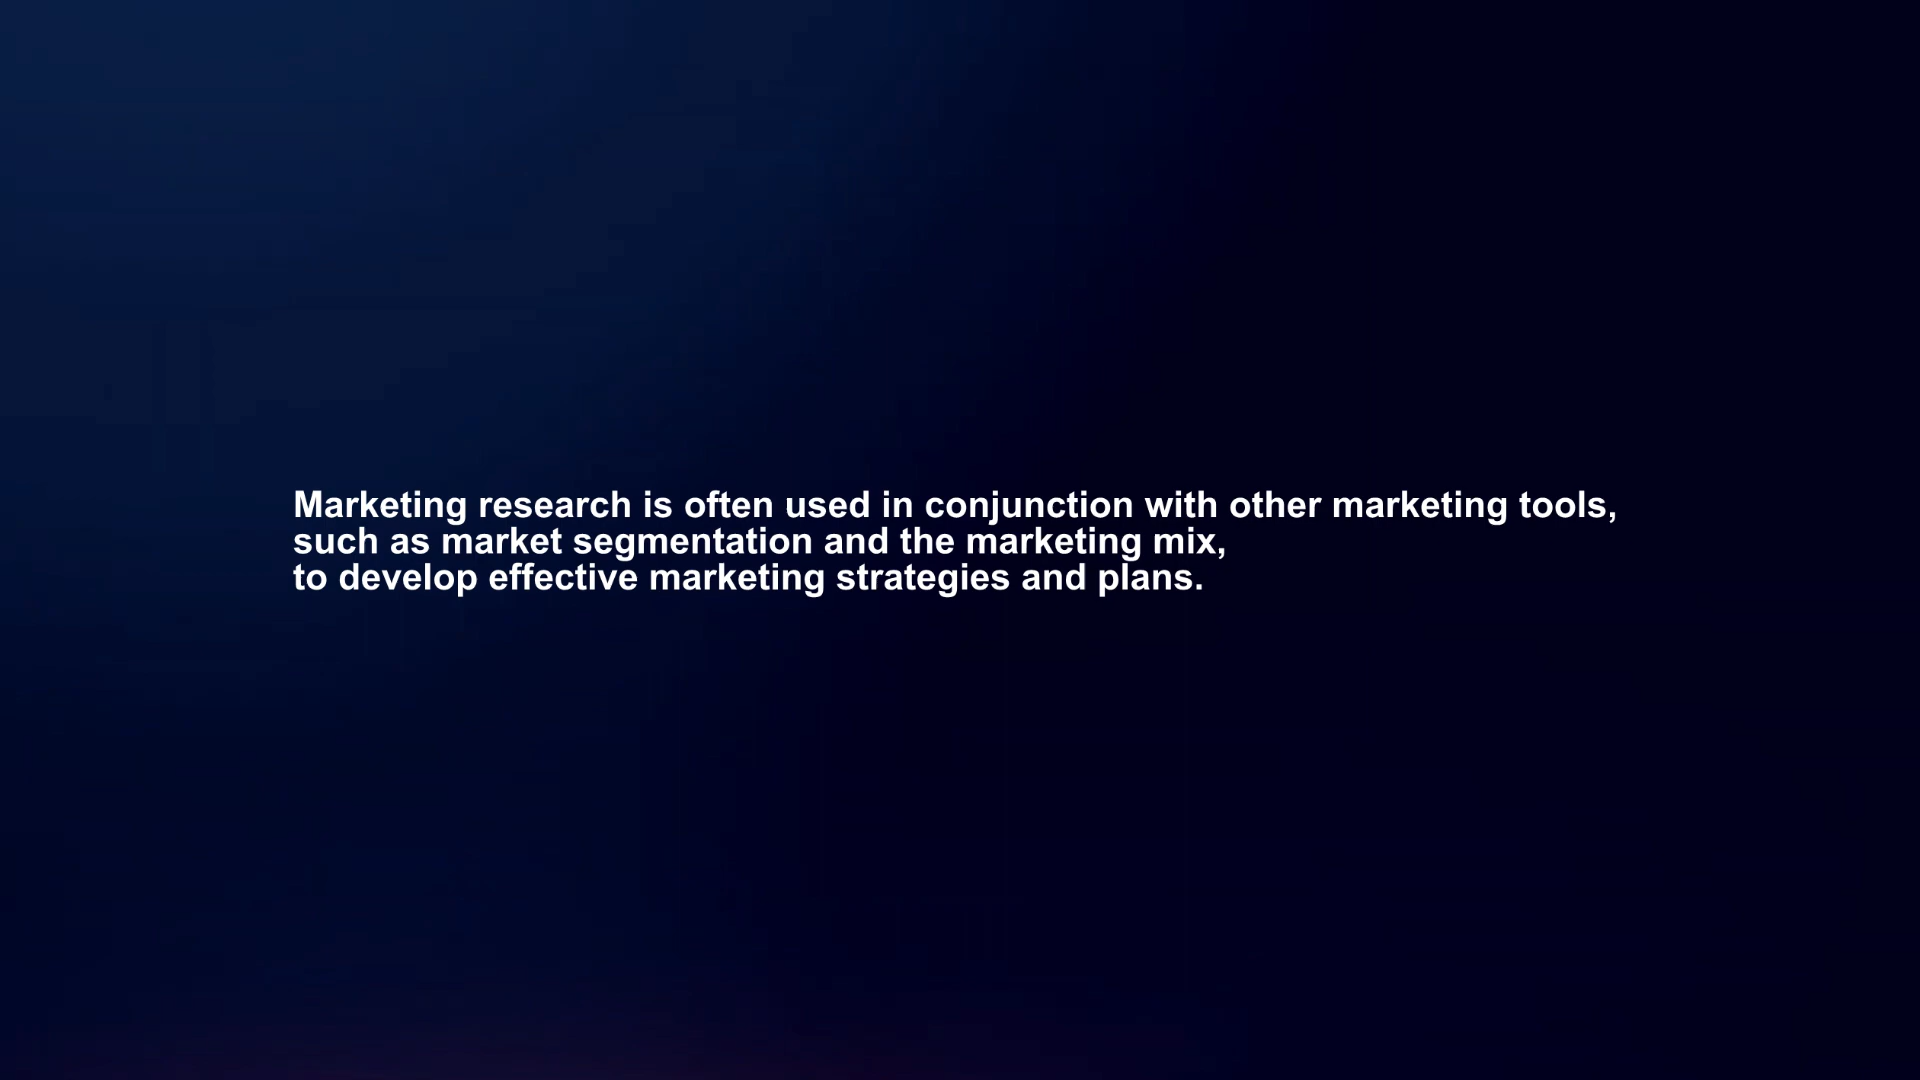 Marketing research is often used in conjunction with other marketing tools,
such as market segmentation and the marketing mix,
to develop effective marketing strategies and plans.